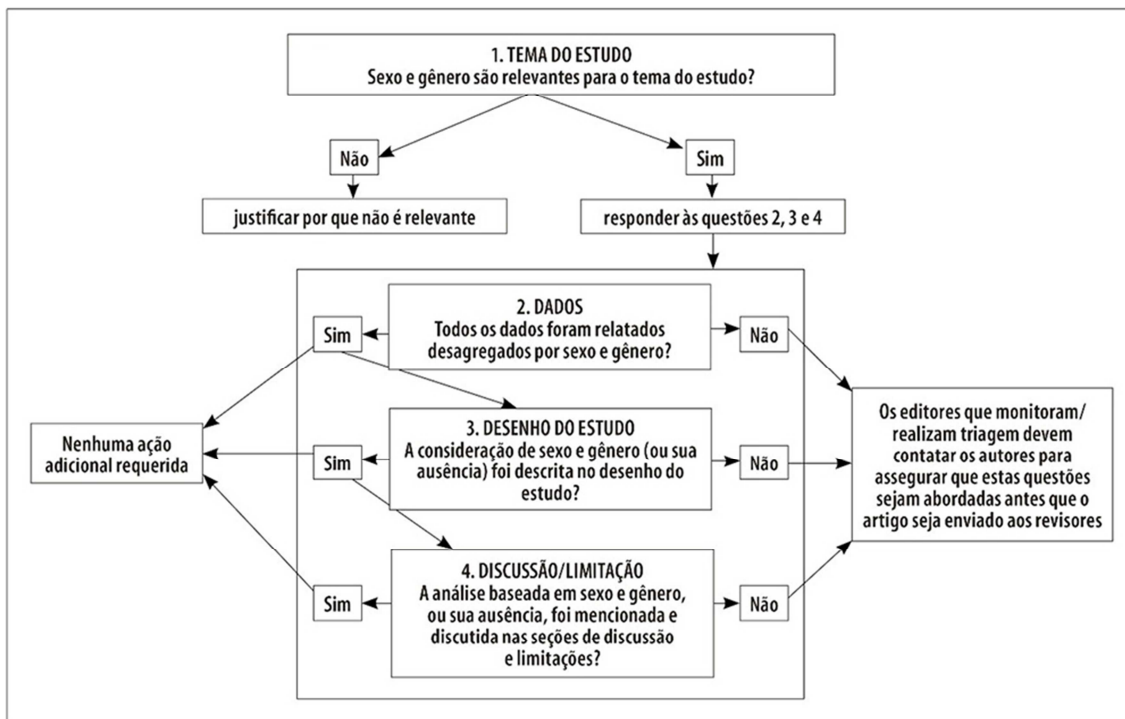 1. TEMA DO ESTUDO
Sexo e gênero são relevantes para o tema do estudo?
Não
Sim
justificar por que não é relevante
responder às questões 2, 3 e 4
2. DADOS
Todos os dados foram relatados
desagregados por sexo e gênero?
Sim
Não
3. DESENHO DO ESTUDO
A consideração de sexo e gênero (ou sua
ausência) foi descrita no desenho do
estudo?
Sim
Não
4. DISCUSSÃO/LIMITAÇÃO
A análise baseada em sexo e gênero,
ou sua ausência, foi mencionada e
discutida nas seções de discussão
e limitações?
Sim
Não
Nenhuma ação
adicional requerida
Os editores que monitoram/
realizam triagem devem
contatar os autores para
assegurar que estas questões
sejam abordadas antes que o
artigo seja enviado aos revisores